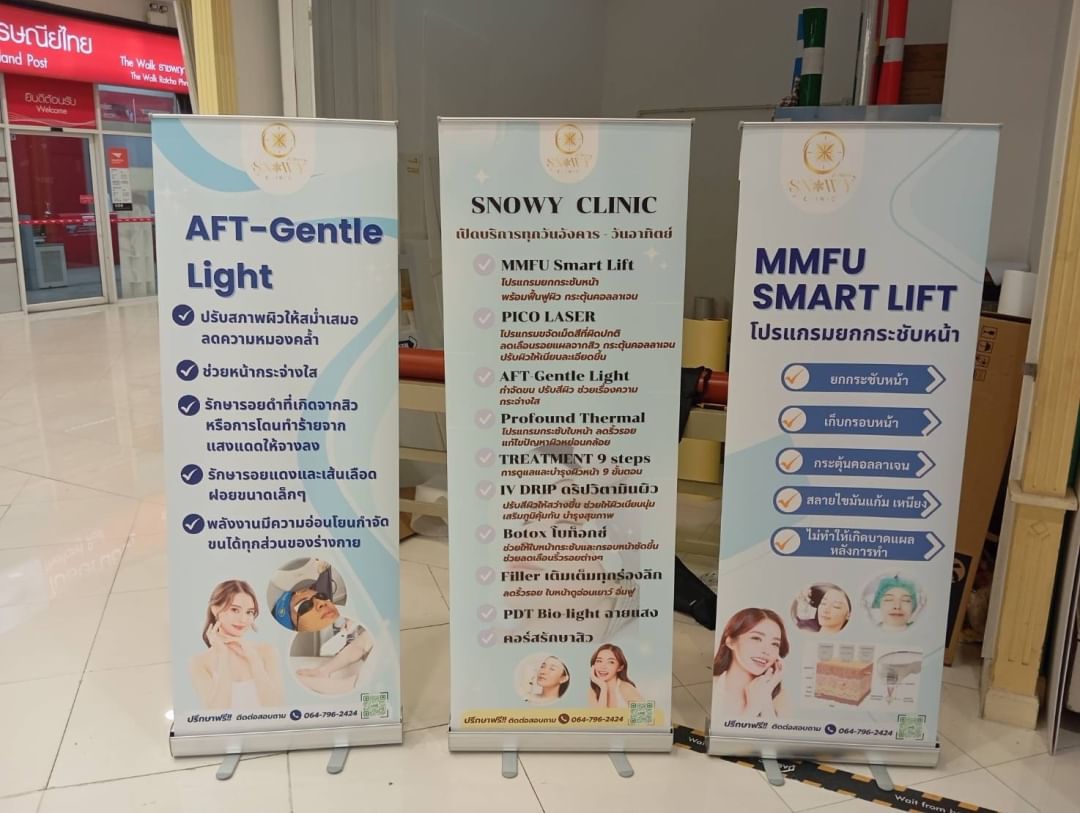 รษณีย์ไทย
land Post
The Walk ราชพฤก
The Walk Ratcha Phr
ยินดีต้อนรับ
Welcome
SNOWY
CLINIC
AFT-Gentle
Light
ปรับสภาพผิวให้สม่ำเสมอ
ลดความหมองคล้ำ
ช่วยหน้ากระจ่างใส
รักษารอยดำที่เกิดจากสิว
หรือการโดนทำร้ายจาก
แสงแดดให้จางลง
รักษารอยแดงและเส้นเลือด
ฝอยขนาดเล็กๆ
พลังงานมีความอ่อนโยนกำจัด
ขนได้ทุกส่วนของร่างกาย
ปรึกษาฟรี!! ติดต่อสอบถาม 064-796-2424
SNOWY
CLINIC
SNOWY CLINIC
เปิดบริการทุกวันอังคาร - วันอาทิตย์
MMFU Smart Lift
โปรแกรมยกกระชับหน้า
พร้อมฟื้นฟูผิว กระตุ้นคอลลาเจน
PICO LASER
โปรแกรมขจัดเม็ดสีที่ผิดปกติ
ลดเลือนรอยแผลจากสิว กระตุ้นคอลลาเจน
ปรับผิวให้เนียนละเอียดขึ้น
AFT-Gentle Light
กำจัดขน ปรับสีผิว ช่วยเรื่องความ
กระจ่างใส
Profound Thermal
โปรแกรมกระชับใบหน้า ลดริ้วรอย
แก้ไขปัญหาผิวหย่อนคล้อย
TREATMENT 9 steps
การดูแลและบำรุงผิวหน้า 9 ขั้นตอน
IV DRIP ดริปวิตามินผิว
ปรับสีผิวให้สว่างขึ้น ช่วยให้ผิวเนียนนุ่ม
เสริมภูมิคุ้มกัน บำรุงสุขภาพ
Botox โบท็อกซ์
ช่วยให้ใบหน้ากระชับและกรอบหน้าชัดขึ้น
ช่วยลดเลือนริ้วรอยต่างๆ
Filler เติมเต็มทุกร่องลึก
ลดริ้วรอย ใบหน้าดูอ่อนเยาว์ อิ่มฟู
PDT Bio-light ฉายแสง
คอร์สรักษาสิว
ปรึกษาฟรี!! ติดต่อสอบถาม 064-796-2424
SNOWY
CLINIC
MMFU
SMART LIFT
โปรแกรมยกกระชับหน้า
ยกกระชับหน้า
เก็บกรอบหน้า
กระตุ้นคอลลาเจน
สลายไขมันแก้ม เหนียง
ไม่ทำให้เกิดบาดแผล
หลังการทำ
ปรึกษาฟรี!! ติดต่อสอบถาม 064-796-2424
Wait from